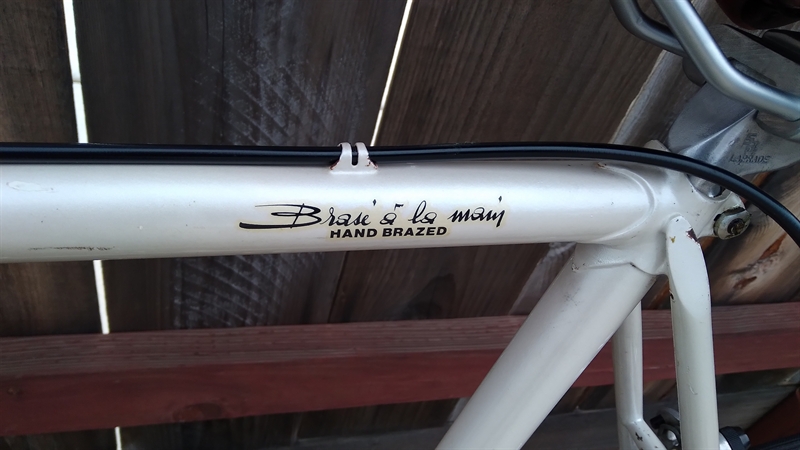 Brasé à la main
HAND BRAZED